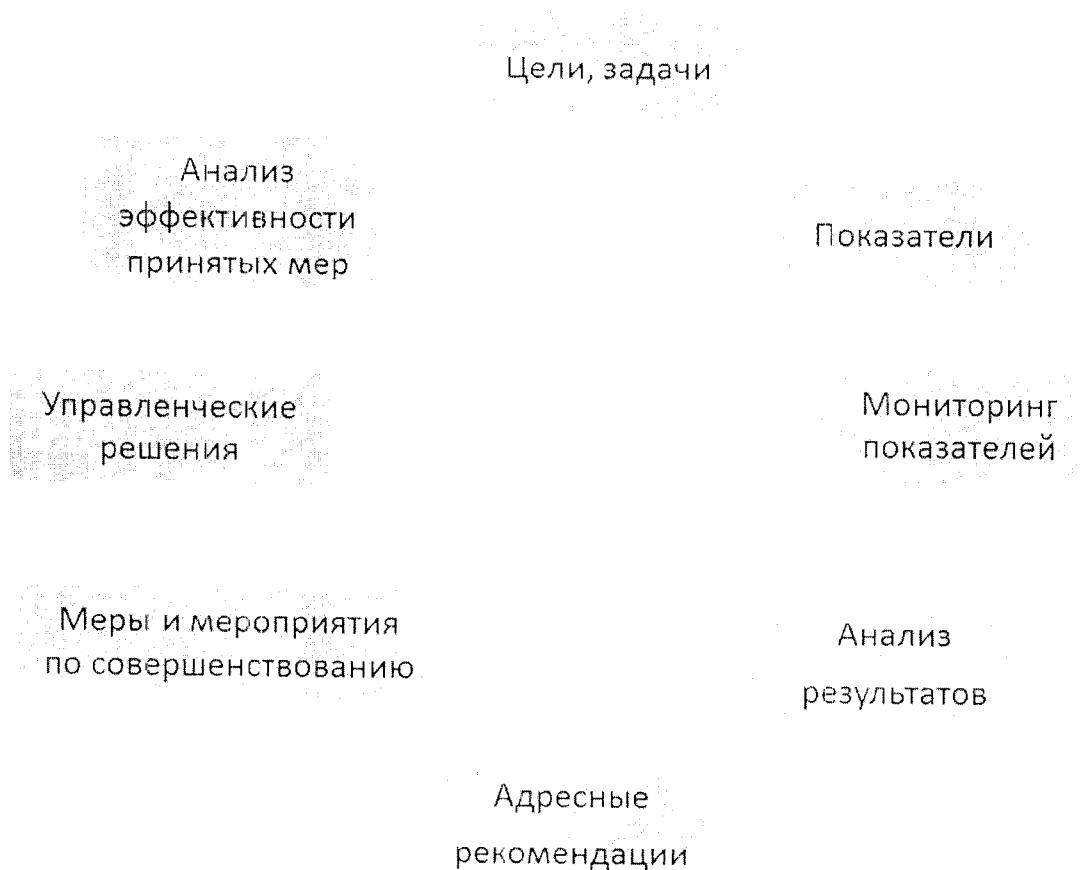 Цели, задачи
Анализ
эффективности
принятых мер
Показатели
Управленческие
решения
Мониторинг
показателей
Меры и мероприятия
по совершенствованию
Анализ
результатов
Адресные
рекомендации